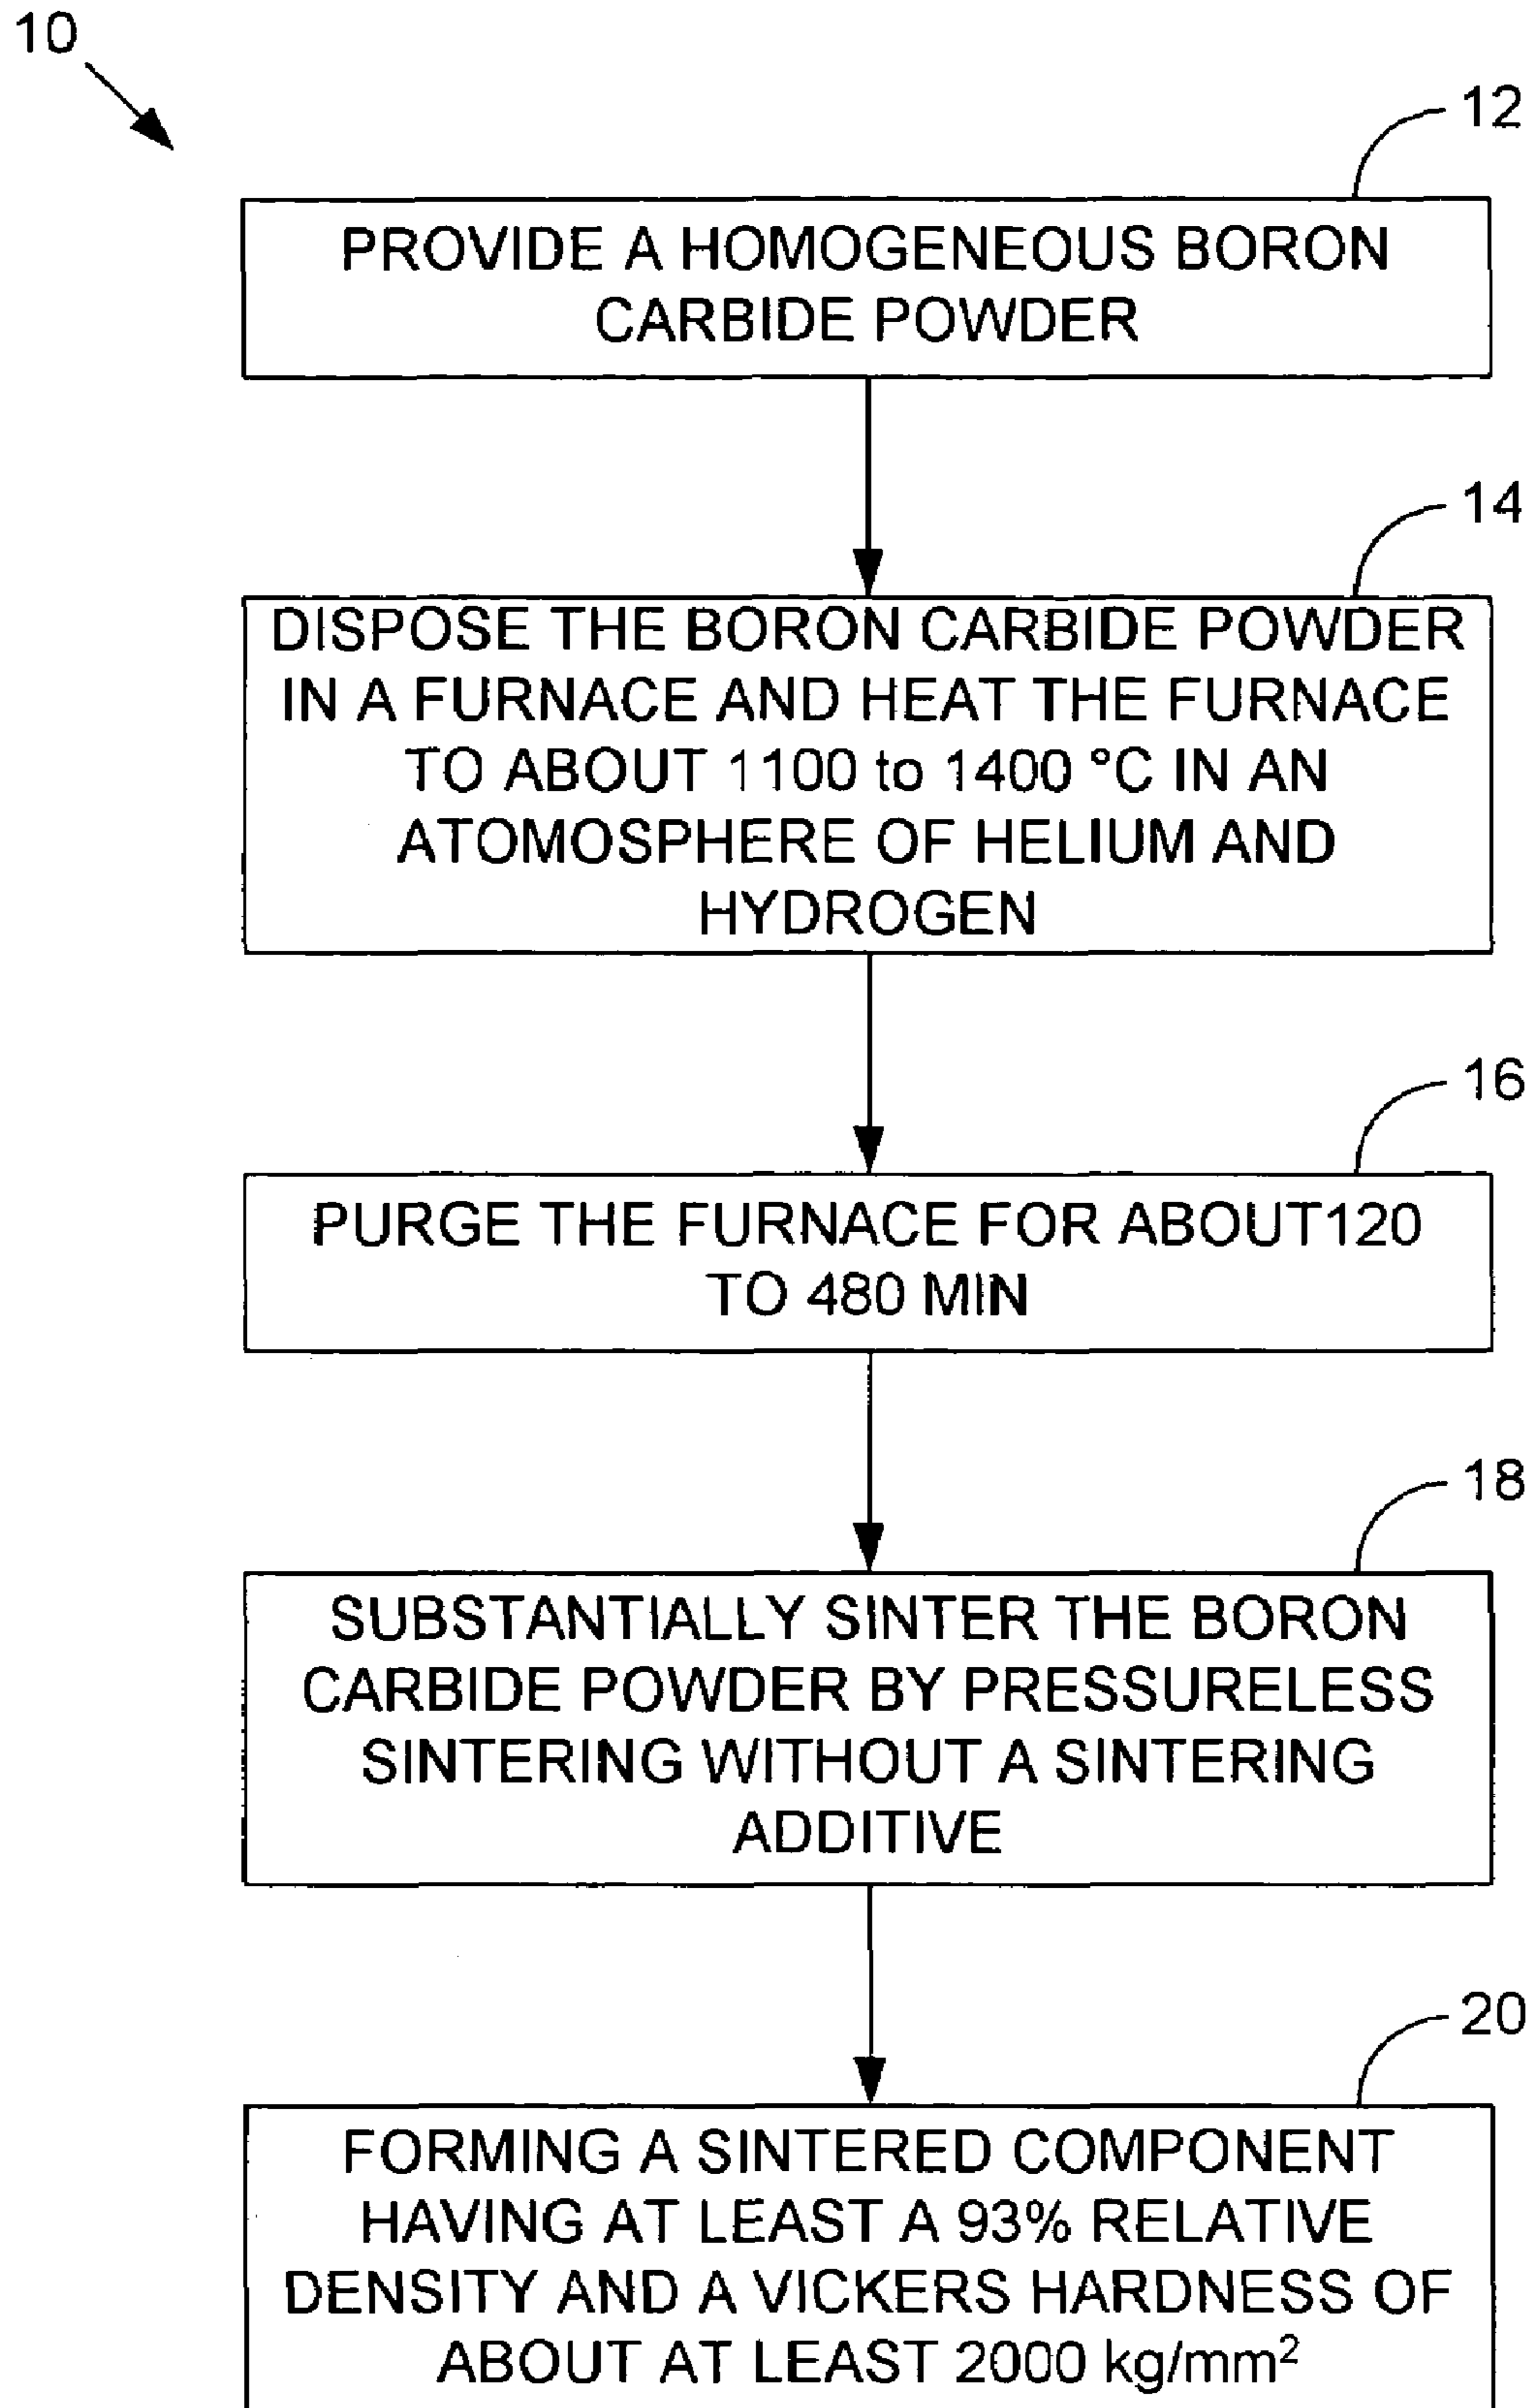 10
12
PROVIDE A HOMOGENEOUS BORON
CARBIDE POWDER
14
DISPOSE THE BORON CARBIDE POWDER
IN A FURNACE AND HEAT THE FURNACE
TO ABOUT 1100 to 1400 °C IN AN
ATOMOSPHERE OF HELIUM AND
HYDROGEN
16
PURGE THE FURNACE FOR ABOUT120
TO 480 MIN
18
SUBSTANTIALLY SINTER THE BORON
CARBIDE POWDER BY PRESSURELESS
SINTERING WITHOUT A SINTERING
ADDITIVE
20
FORMING A SINTERED COMPONENT
HAVING AT LEAST A 93% RELATIVE
DENSITY AND A VICKERS HARDNESS OF
ABOUT AT LEAST 2000 kg/mm²